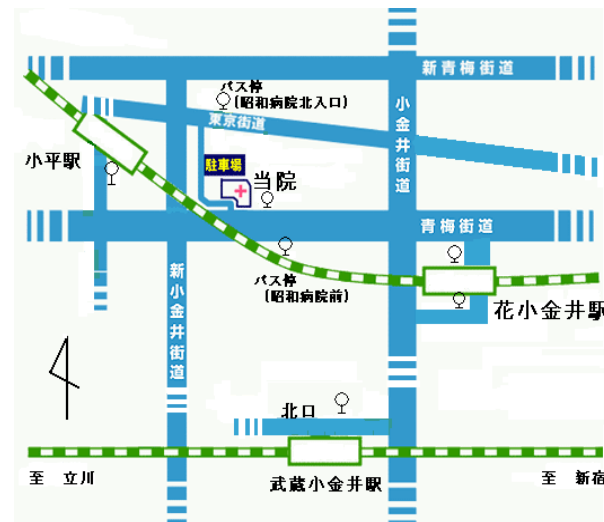 新青梅街道
バス停
(昭和病院北入口)
東京街道
小金井街道
小平駅
駐車場
当院
青梅街道
新小金井街道
バス停
(昭和病院前)
花小金井駅
北口
至 立川
武蔵小金井駅
至 新宿